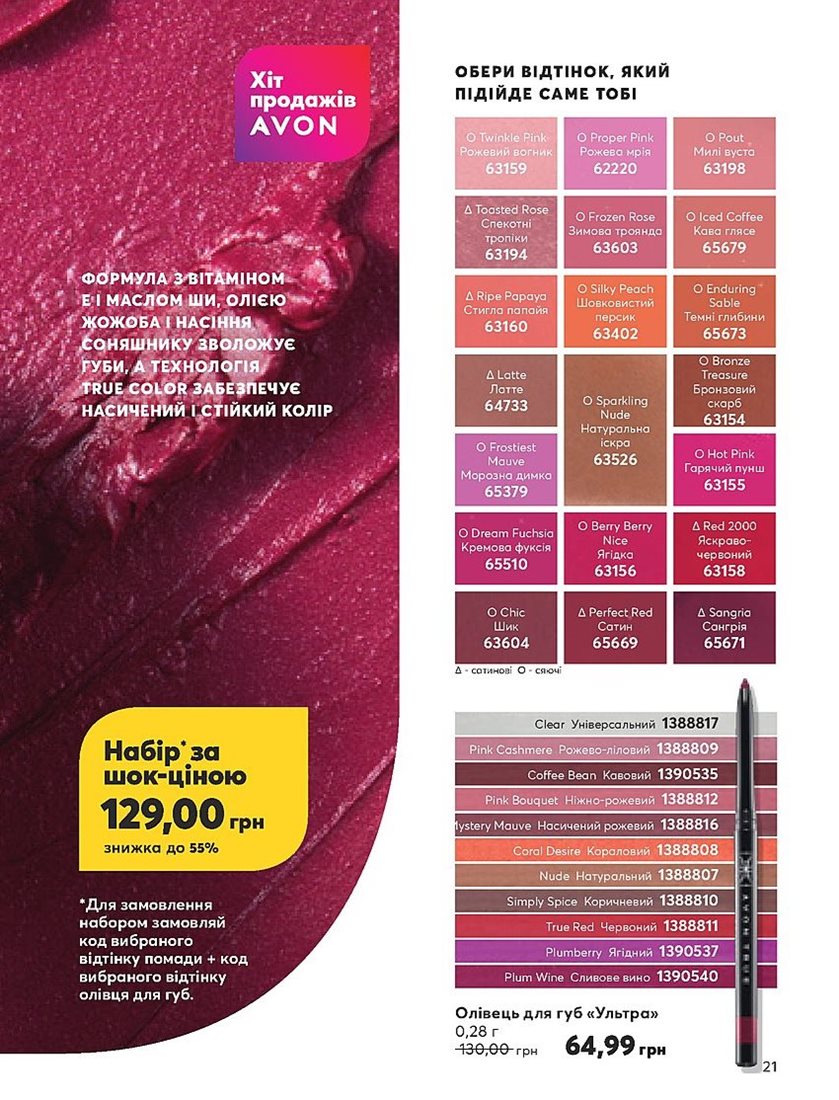 Хіт
продажів
AVON
ФОРМУЛА З ВІТАМІНОМ
Е І МАСЛОМ ШИ, ОЛІЄЮ
ЖОЖОБА І НАСІННЯ
СОНЯШНИКУ ЗВОЛОЖУЄ
ГУБИ, А ТЕХНОЛОГІЯ
TRUE COLOR ЗАБЕЗПЕЧУЄ
НАСИЧЕНИЙ І СТІЙКИЙ КОЛІР
Набір* за
шок-ціною
129,00 грн
знижка до 55%
*Для замовлення
набором замовляй
код вибраного
відтінку помади + код
вибраного відтінку
олівця для губ.
ОБЕРИ ВІДТІНОК, ЯКИЙ
ПІДІЙДЕ САМЕ ТОБІ
O Twinkle Pink
Рожевий вогник
63159
O Proper Pink
Рожева мрія
62220
O Pout
Милі вуста
63198
Δ Toasted Rose
Спекотні
тропіки
63194
O Frozen Rose
Зимова троянда
63603
O Iced Coffee
Кава глясе
65679
Δ Ripe Papaya
Стигла папайя
63160
O Silky Peach
Шовковистий
персик
63402
O Enduring
Sable
Темні глибини
65673
Δ Latte
Латте
64733
O Sparkling
Nude
Натуральна
іскра
63526
O Bronze
Treasure
Бронзовий
скарб
63154
O Frostiest
Mauve
Морозна димка
65379
O Hot Pink
Гарячий пунш
63155
O Dream Fuchsia
Кремова фуксія
65510
O Berry Berry
Nice
Ягідка
63156
Δ Red 2000
Яскраво-
червоний
63158
O Chic
Шик
63604
Δ Perfect Red
Сатин
65669
Δ Sangria
Сангрія
65671
Δ - сатинові O - сяючі
Clear Універсальний 1388817
Pink Cashmere Рожево-ліловий 1388809
Coffee Bean Кавовий 1390535
Pink Bouquet Ніжно-рожевий 1388812
Mystery Mauve Насичений рожевий 1388816
Coral Desire Кораловий 1388808
Nude Натуральний 1388807
Simply Spice Коричневий 1388810
True Red Червоний 1388811
Plumberry Ягідний 1390537
Plum Wine Сливове вино 1390540
Олівець для губ «Ультра»
0,28 г
130,00 грн 64,99 грн
21